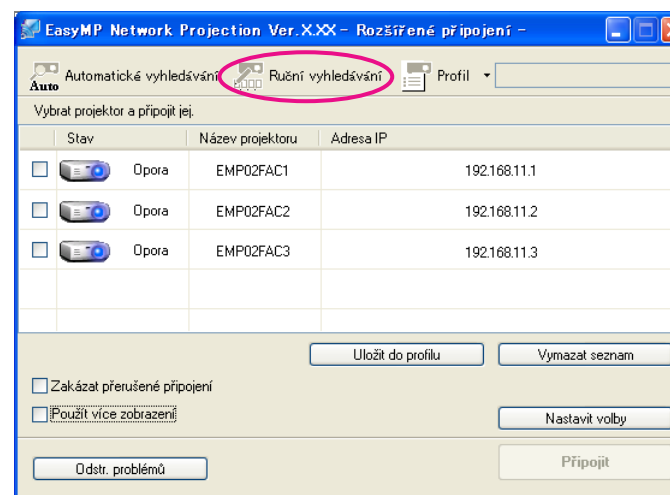 EasyMP Network Projection Ver.X.XX - Rozšířené připojení -
Auto Automatické vyhledávání Ruční vyhledávání Profil
Vybrat projektor a připojit jej.
Stav Název projektoru Adresa IP
Opora EMP02FAC1 192.168.11.1
Opora EMP02FAC2 192.168.11.2
Opora EMP02FAC3 192.168.11.3
Uložit do profilu Vymazat seznam
Zakázat přerušené připojení
Použít více zobrazení
Nastavit volby
Odstr. problémů Připojit